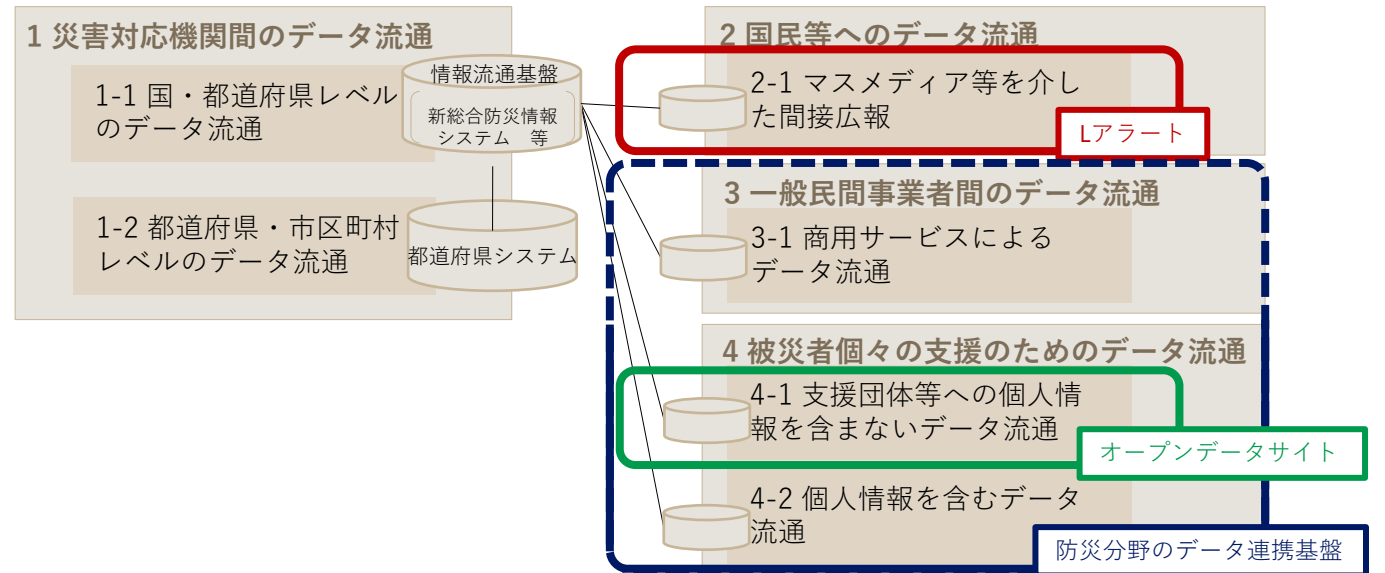 1 災害対応機関間のデータ流通
1-1 国・都道府県レベル
のデータ流通
情報流通基盤
新総合防災情報
システム 等
1-2 都道府県・市区町村
レベルのデータ流通
都道府県システム
2 国民等へのデータ流通
2-1 マスメディア等を介し
た間接広報
Lアラート
3 一般民間事業者間のデータ流通
3-1 商用サービスによる
データ流通
4 被災者個々の支援のためのデータ流通
4-1 支援団体等への個人情
報を含まないデータ流通
オープンデータサイト
4-2 個人情報を含むデータ
流通
防災分野のデータ連携基盤